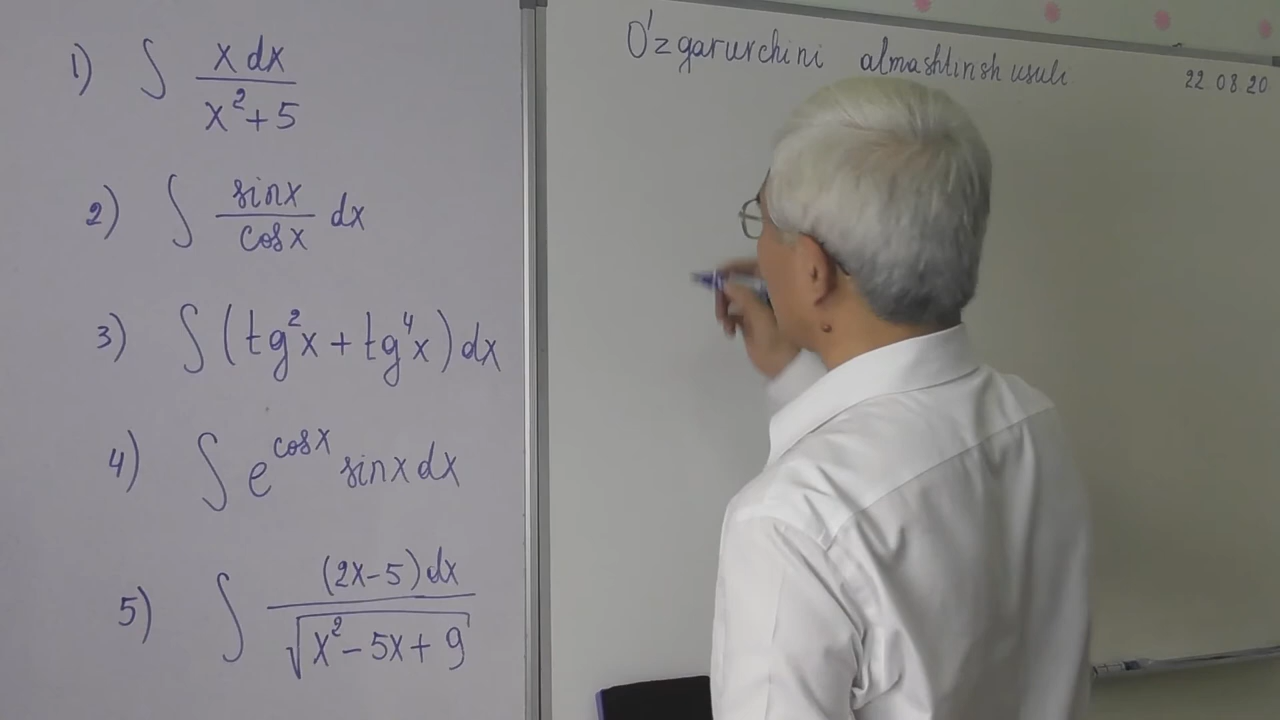 1) ∫ x dx / (x² + 5)
2) ∫ sinx / cosx dx
3) ∫ (tg²x + tg⁴x) dx
4) ∫ e^cosx sinx dx
5) ∫ (2x-5) dx / √(x² - 5x + 9)
O'zgaruvchini almashtirish usuli 22.08.20